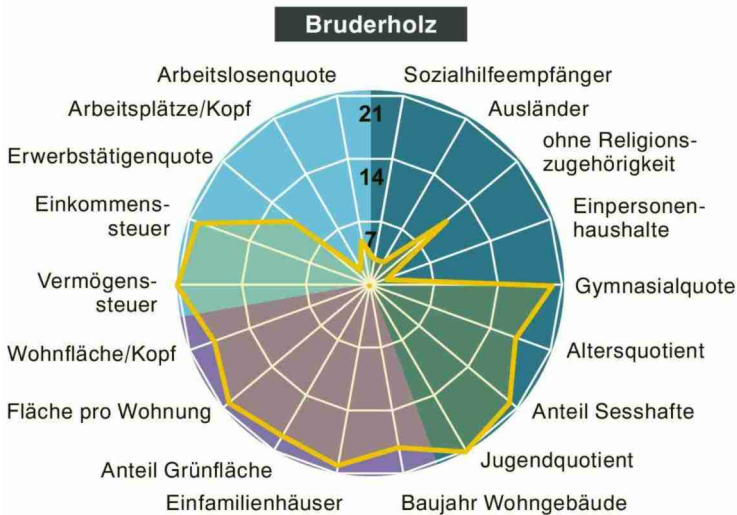 Bruderholz
Arbeitslosenquote
Sozialhilfeempfänger
Arbeitsplätze/Kopf
21
Ausländer
Erwerbstätigenquote
ohne Religions-
zugehörigkeit
14
Einkommens-
steuer
Einpersonen-
haushalte
7
Vermögens-
steuer
Gymnasialquote
Wohnfläche/Kopf
Altersquotient
Fläche pro Wohnung
Anteil Sesshafte
Anteil Grünfläche
Jugendquotient
Einfamilienhäuser
Baujahr Wohngebäude